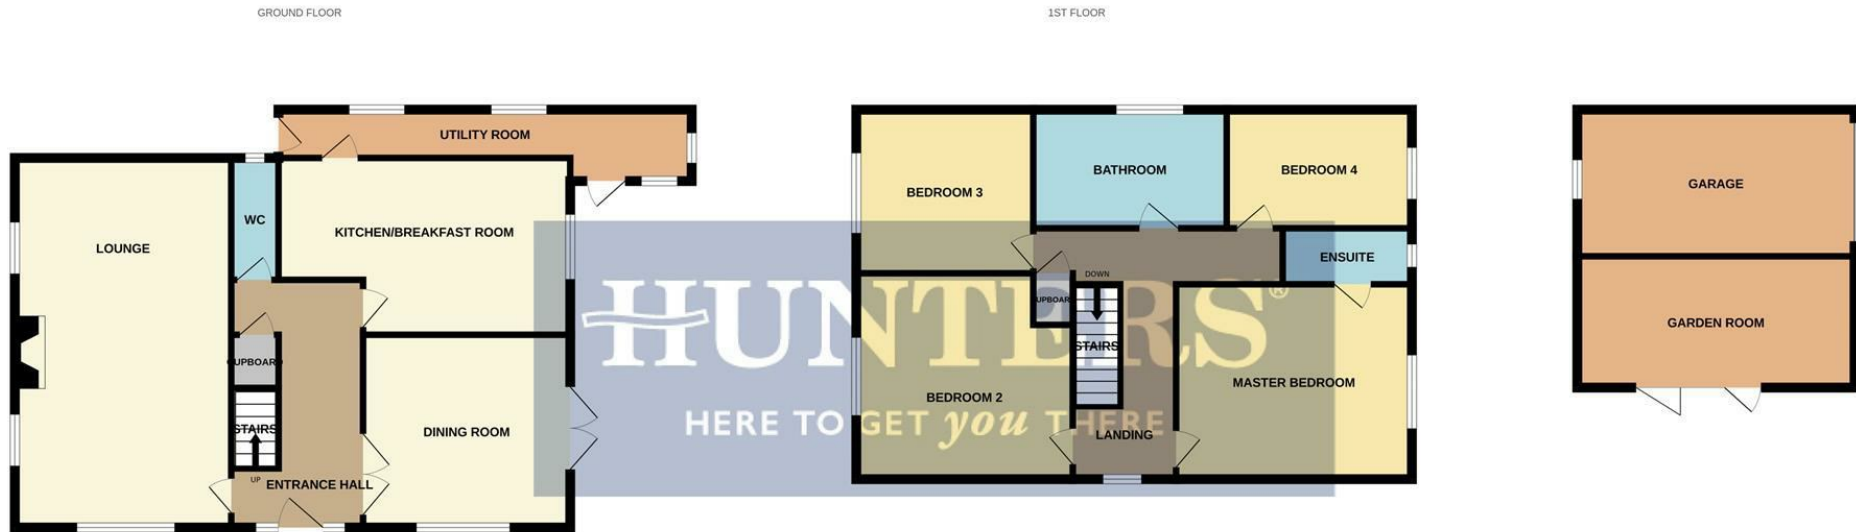 GROUND FLOOR
UTILITY ROOM
WC
LOUNGE
KITCHEN/BREAKFAST ROOM
CUPBOARD
STAIRS
DINING ROOM
UP
ENTRANCE HALL
1ST FLOOR
BATHROOM
BEDROOM 4
BEDROOM 3
ENSUITE
DOWN
UPBOAR
STAIRS
MASTER BEDROOM
BEDROOM 2
LANDING
GARAGE
GARDEN ROOM
HUNTERS®
HERE TO GET you THERE